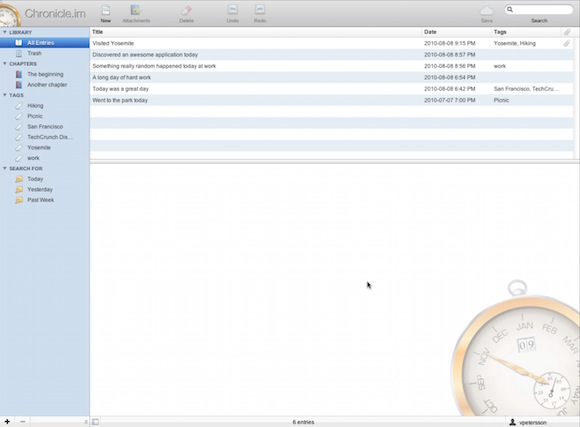 Chronicle.im
New
Attachments
Delete
Undo
Redo
Save
Search
LIBRARY
All Entries
Trash
CHAPTERS
The beginning
Another chapter
TAGS
Hiking
Picnic
San Francisco
TechCrunch Dis...
Yosemite
work
SEARCH FOR
Today
Yesterday
Past Week
Title Date Tags
Visited Yosemite 2010-08-08 9:15 PM Yosemite, Hiking
Discovered an awesome application today 2010-08-08 8:57 PM
Something really random happened today at work 2010-08-08 8:56 PM work
A long day of hard work 2010-08-08 6:54 PM
Today was a great day 2010-08-08 6:42 PM San Francisco, TechCru...
Went to the park today 2010-07-07 7:00 PM Picnic
JAN
FEB
MAR
DEC
NOV
SEP
OCT
09
6 entries
vpetersson